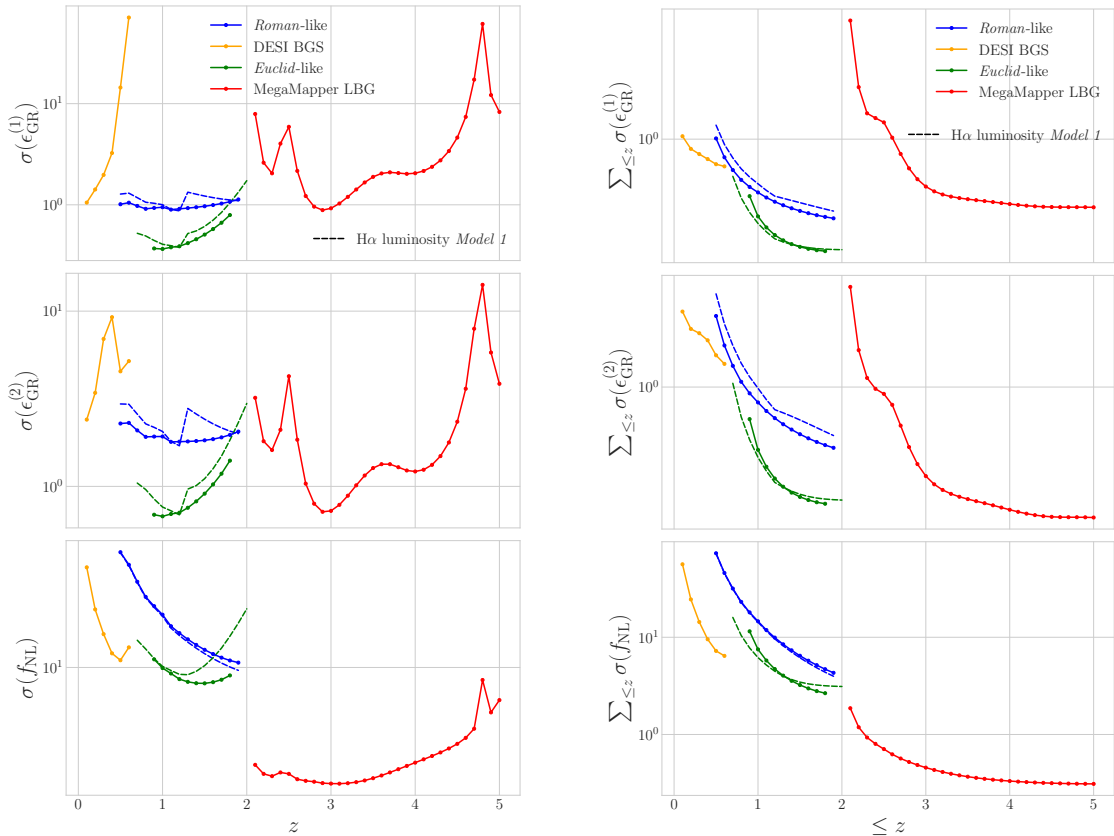 Roman-like
DESI BGS
Euclid-like
MegaMapper LBG
Hα luminosity Model 1
σ(ϵ_GR^(1))
10^1
10^0
σ(ϵ_GR^(2))
10^1
10^0
σ(f_NL)
10^1
0 1 2 3 4 5
z
Roman-like
DESI BGS
Euclid-like
MegaMapper LBG
Hα luminosity Model 1
∑_≤z σ(ϵ_GR^(1))
10^0
∑_≤z σ(ϵ_GR^(2))
10^0
∑_≤z σ(f_NL)
10^1
10^0
0 1 2 3 4 5
≤ z